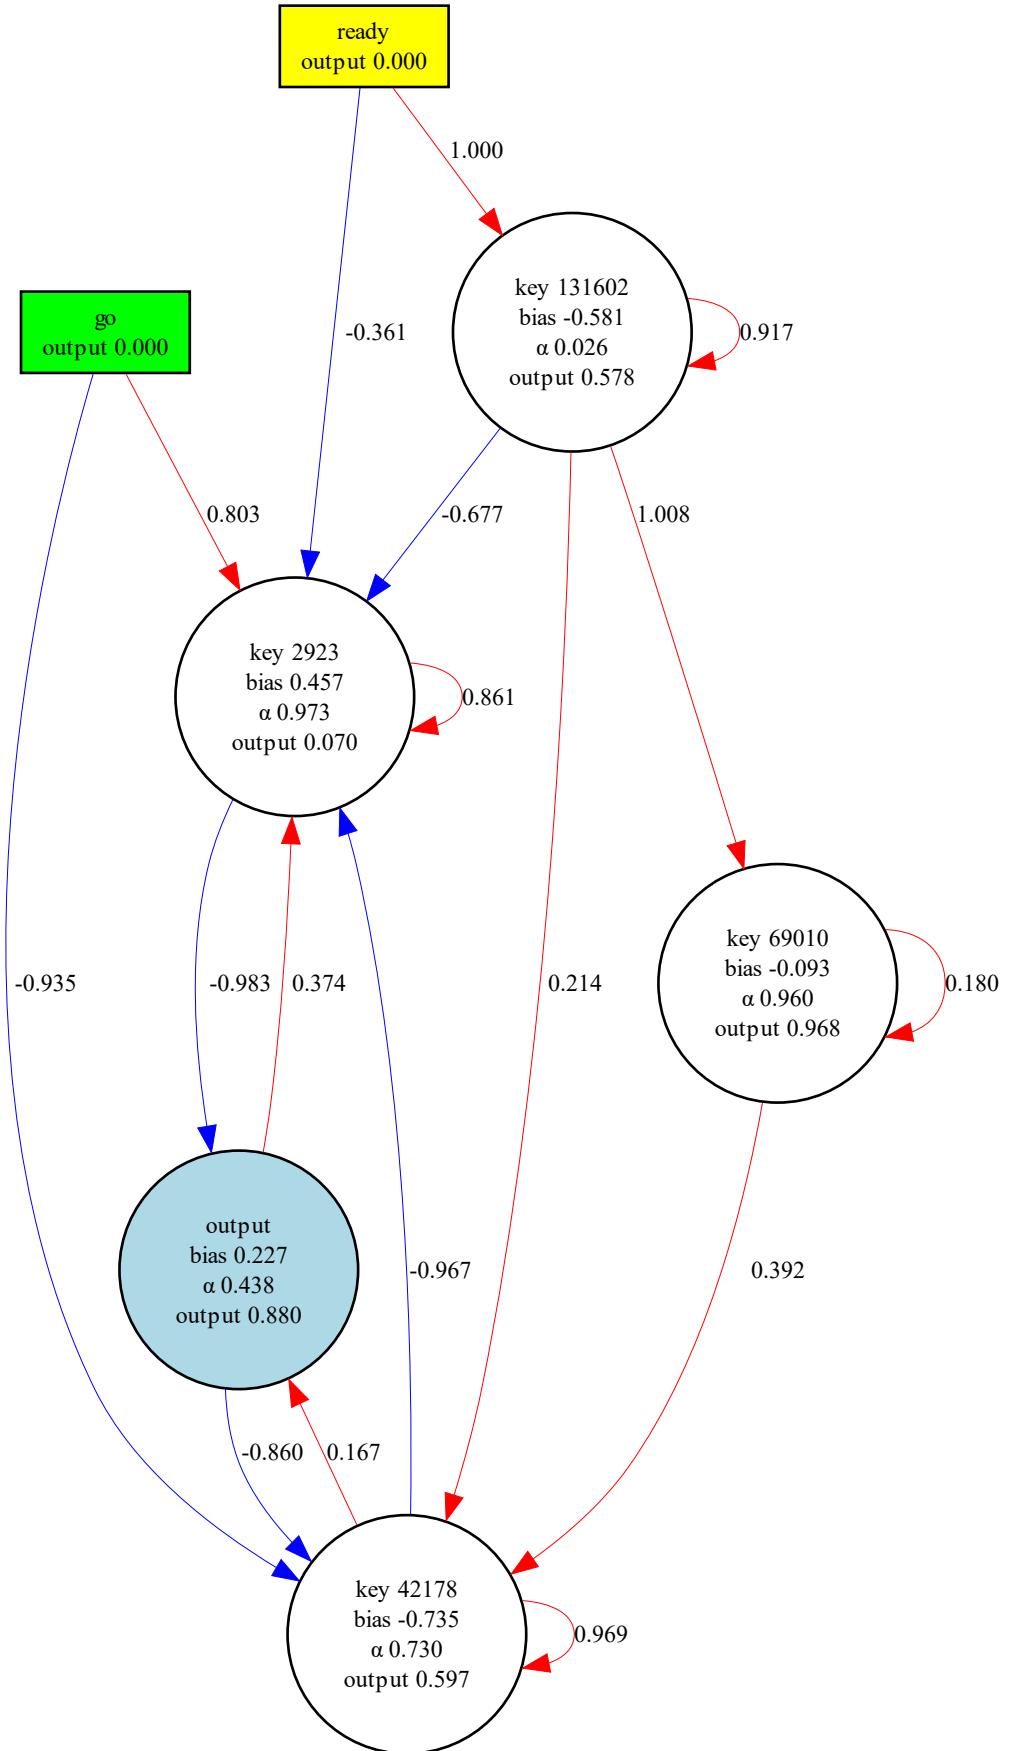 ready
output 0.000
1.000
key 131602
bias -0.581
α 0.026
output 0.578
0.917
go
output 0.000
-0.361
0.803
-0.677
1.008
key 2923
bias 0.457
α 0.973
output 0.070
0.861
key 69010
bias -0.093
α 0.960
output 0.968
0.180
-0.935
-0.983
0.374
0.214
output
bias 0.227
α 0.438
output 0.880
-0.967
0.392
-0.860
0.167
key 42178
bias -0.735
α 0.730
output 0.597
0.969